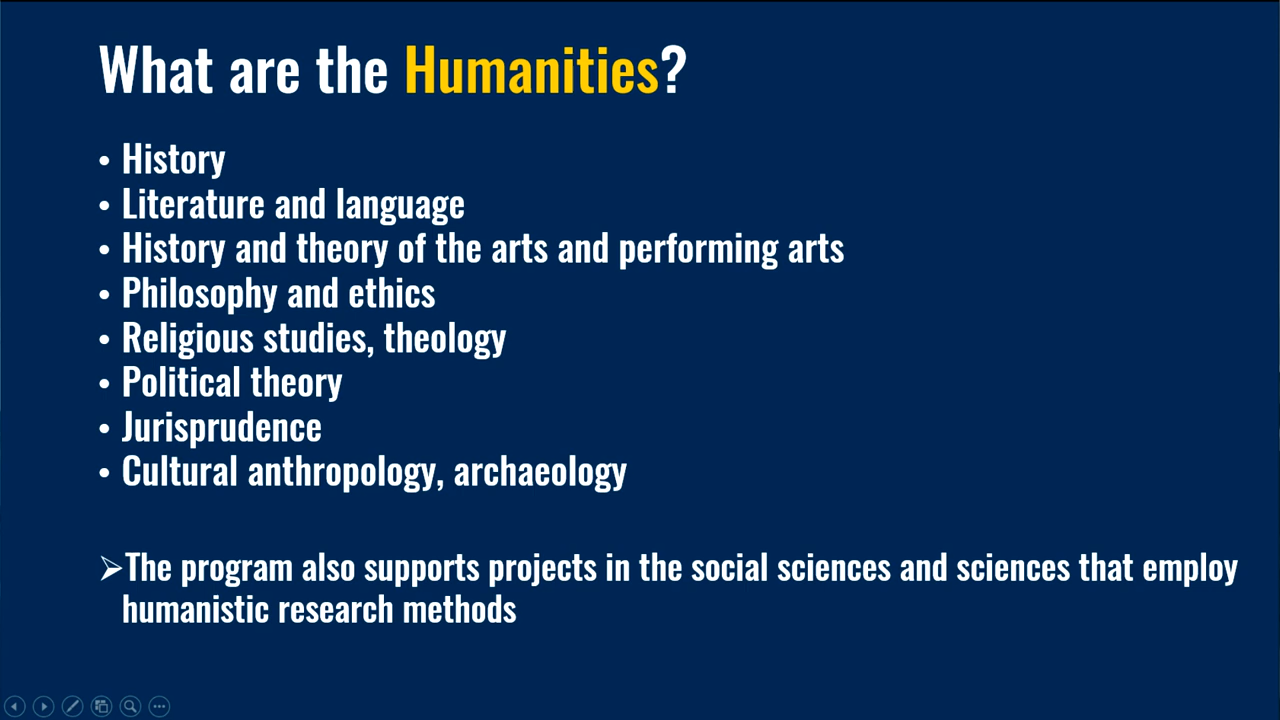 What are the Humanities?
• History
• Literature and language
• History and theory of the arts and performing arts
• Philosophy and ethics
• Religious studies, theology
• Political theory
• Jurisprudence
• Cultural anthropology, archaeology
➢The program also supports projects in the social sciences and sciences that employ
humanistic research methods